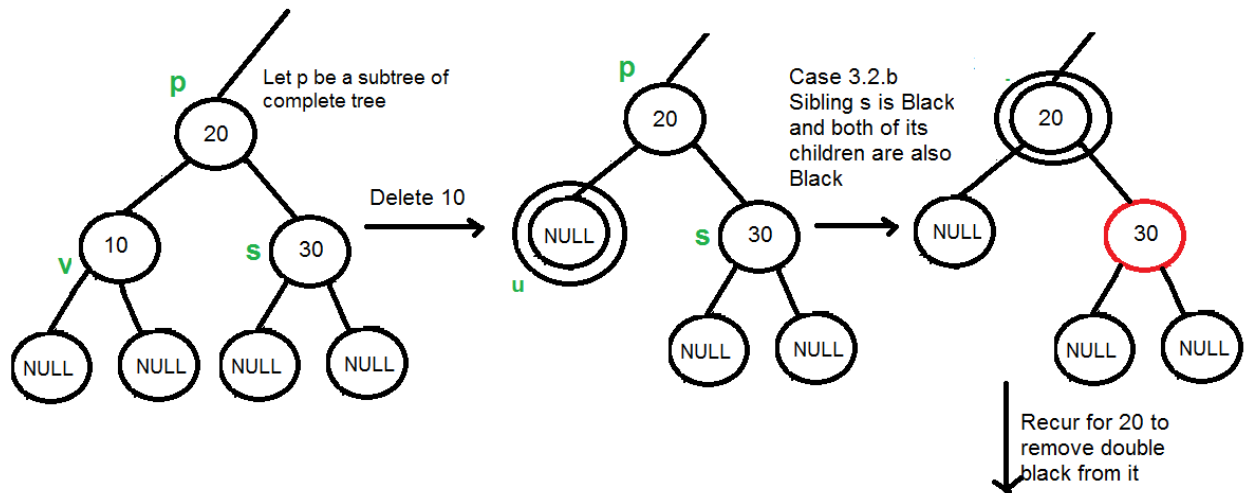 p
Let p be a subtree of
complete tree
20
10
30
v
s
NULL
NULL
NULL
NULL
Delete 10
p
20
NULL
u
s
30
NULL
NULL
Case 3.2.b
Sibling s is Black
and both of its
children are also
Black
20
NULL
30
NULL
NULL
Recur for 20 to
remove double
black from it